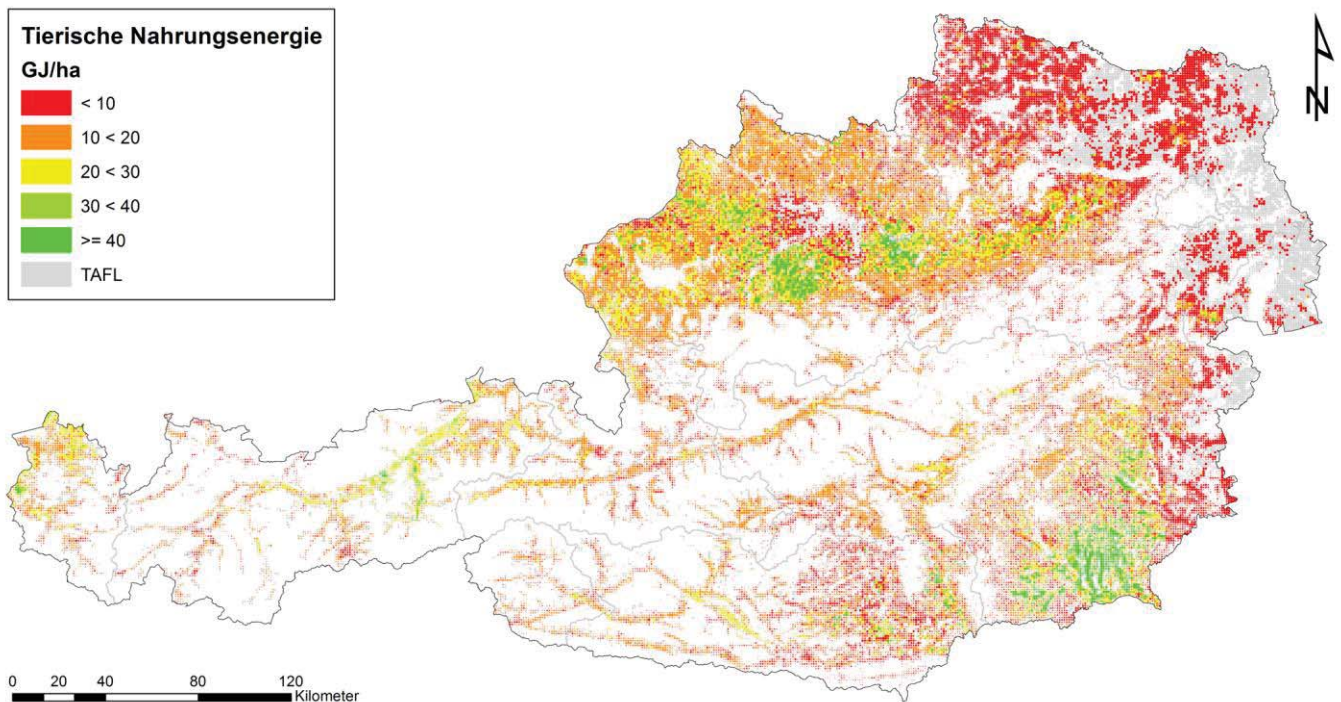 Tierische Nahrungsenergie
GJ/ha
< 10
10 < 20
20 < 30
30 < 40
>= 40
TAFL
N
0 20 40 80 120
Kilometer